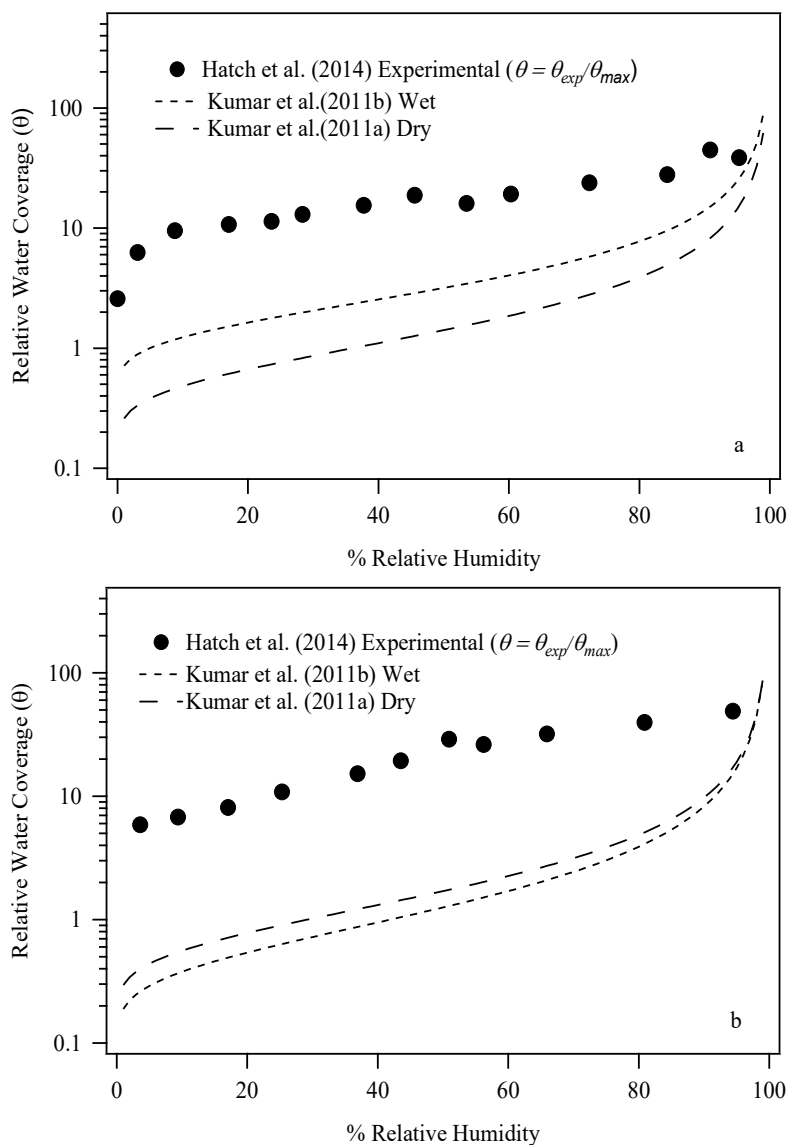 Hatch et al. (2014) Experimental (θ = θexp/θmax)
Kumar et al.(2011b) Wet
Kumar et al.(2011a) Dry
Relative Water Coverage (θ)
100
10
1
0.1
a
0 20 40 60 80 100
% Relative Humidity
Hatch et al. (2014) Experimental (θ = θexp/θmax)
Kumar et al. (2011b) Wet
Kumar et al. (2011a) Dry
Relative Water Coverage (θ)
100
10
1
0.1
b
0 20 40 60 80 100
% Relative Humidity